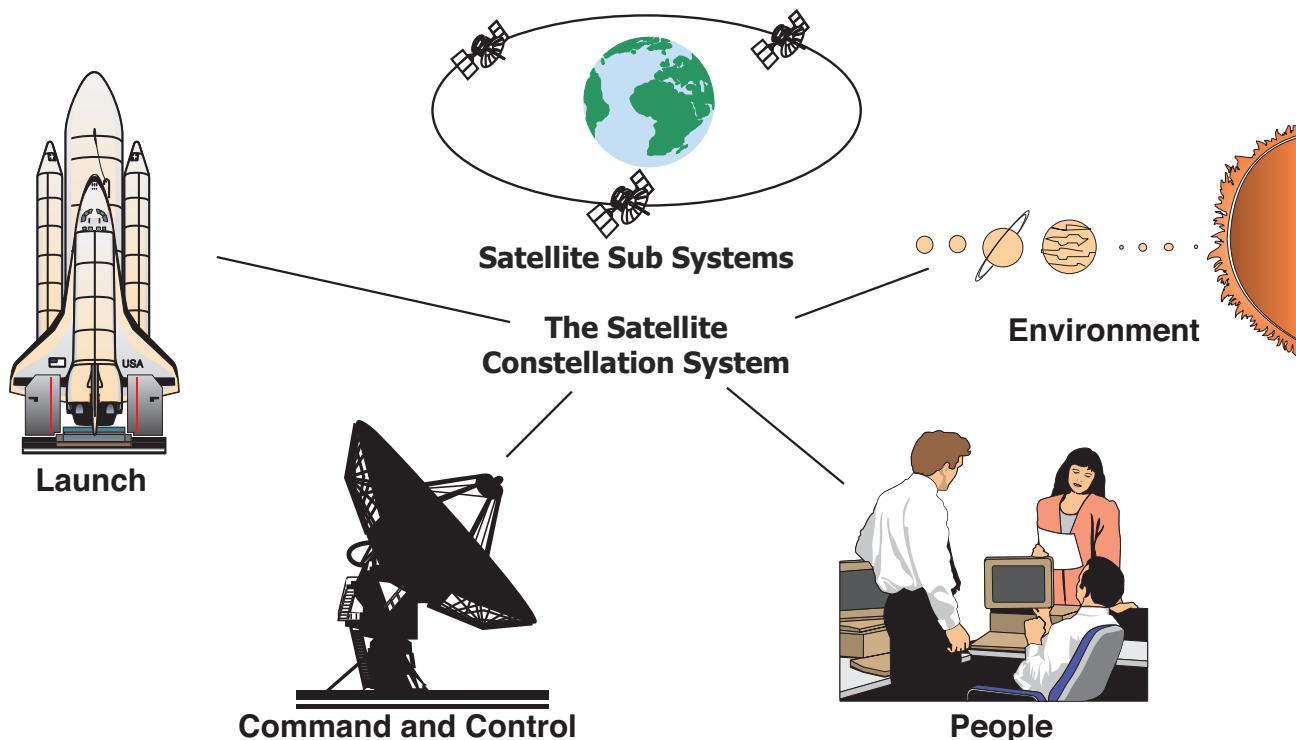 Satellite Sub Systems
The Satellite
Constellation System
Environment
USA
Launch
Command and Control
People